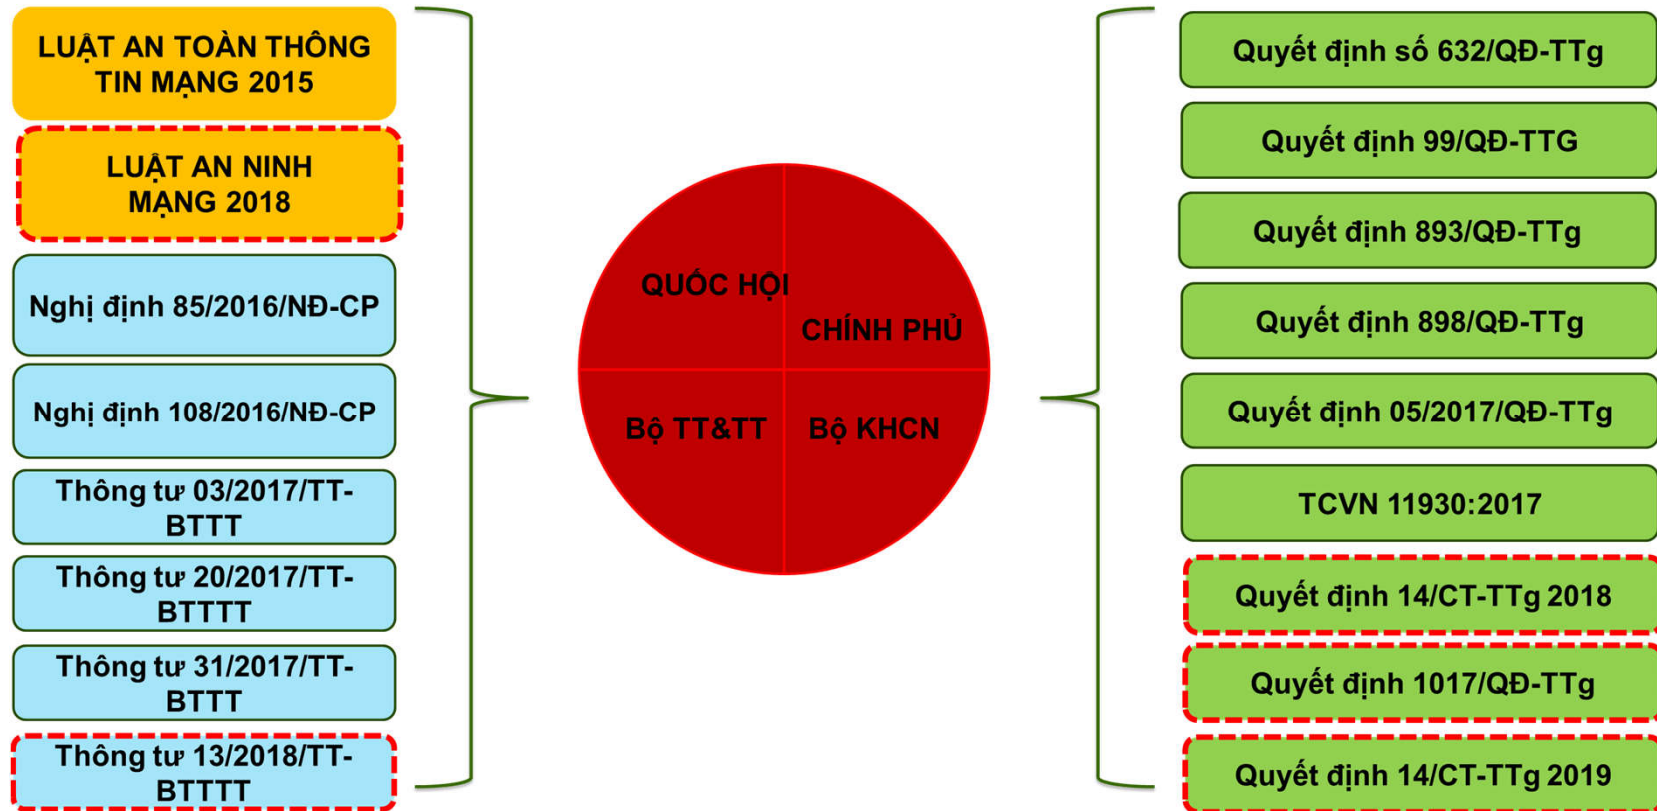 LUẬT AN TOÀN THÔNG
TIN MẠNG 2015
LUẬT AN NINH
MẠNG 2018
Nghị định 85/2016/NĐ-CP
Nghị định 108/2016/NĐ-CP
Thông tư 03/2017/TT-
BTTT
Thông tư 20/2017/TT-
BTTTT
Thông tư 31/2017/TT-
BTTT
Thông tư 13/2018/TT-
BTTTT
QUỐC HỘI
CHÍNH PHỦ
Bộ TT&TT
Bộ KHCN
Quyết định số 632/QĐ-TTg
Quyết định 99/QĐ-TTG
Quyết định 893/QĐ-TTg
Quyết định 898/QĐ-TTg
Quyết định 05/2017/QĐ-TTg
TCVN 11930:2017
Quyết định 14/CT-TTg 2018
Quyết định 1017/QĐ-TTg
Quyết định 14/CT-TTg 2019